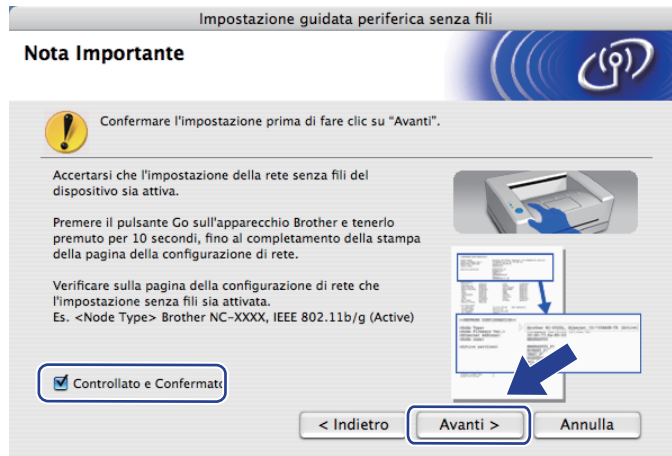 Impostazione guidata periferica senza fili
Nota Importante
Confermare l'impostazione prima di fare clic su "Avanti".
Accertarsi che l'impostazione della rete senza fili del
dispositivo sia attiva.
Premere il pulsante Go sull'apparecchio Brother e tenerlo
premuto per 10 secondi, fino al completamento della stampa
della pagina della configurazione di rete.
Verificare sulla pagina della configurazione di rete che
l'impostazione senza fili sia attivata.
Es. <Node Type> Brother NC-XXXX, IEEE 802.11b/g (Active)
Controllato e Confermato
< Indietro
Avanti >
Annulla